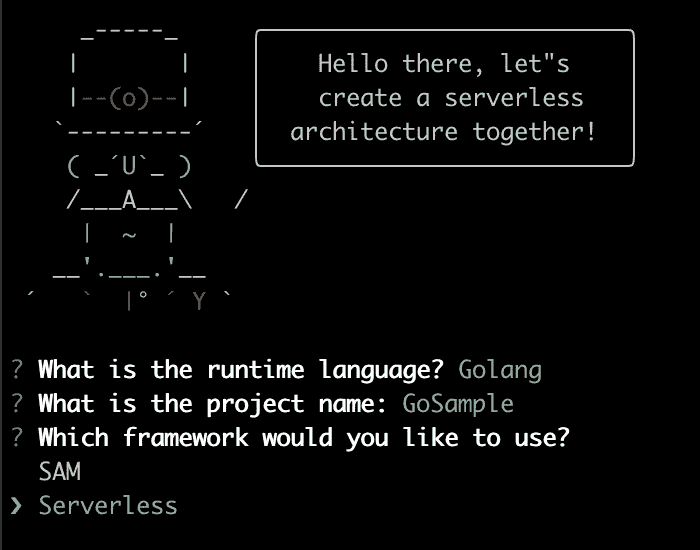 _-----_
    |       |
    |--(o)--|
   `---------´
    ( _´U`_ )
    /___A___\   /
     |  ~  |
   __'.___.'__
 ´   `  |° ´ Y `
Hello there, let"s
create a serverless
architecture together!
? What is the runtime language? Golang
? What is the project name: GoSample
? Which framework would you like to use?
SAM
❯ Serverless